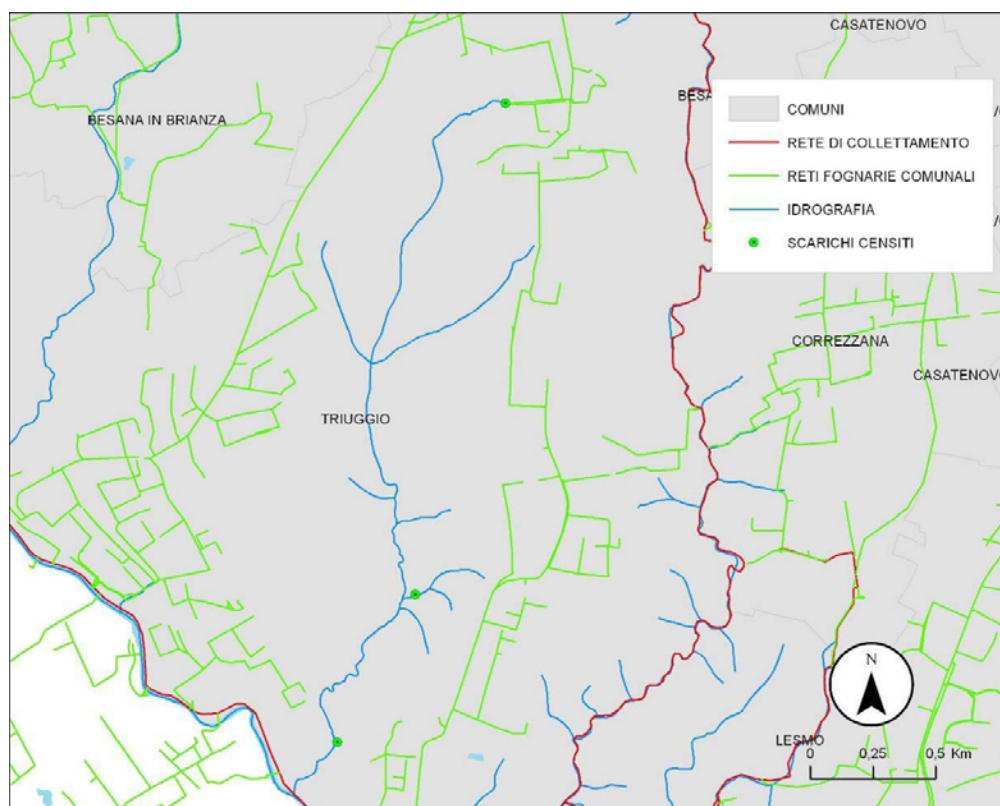 CASATENOVO
BESANA IN BRIANZA
COMUNI
RETE DI COLLETTAMENTO
RETI FOGNARIE COMUNALI
IDROGRAFIA
SCARICHI CENSITI
CORREZZANA
CASATENOVO
TRIUGGIO
N
LESMO
0 0,25 0,5 Km